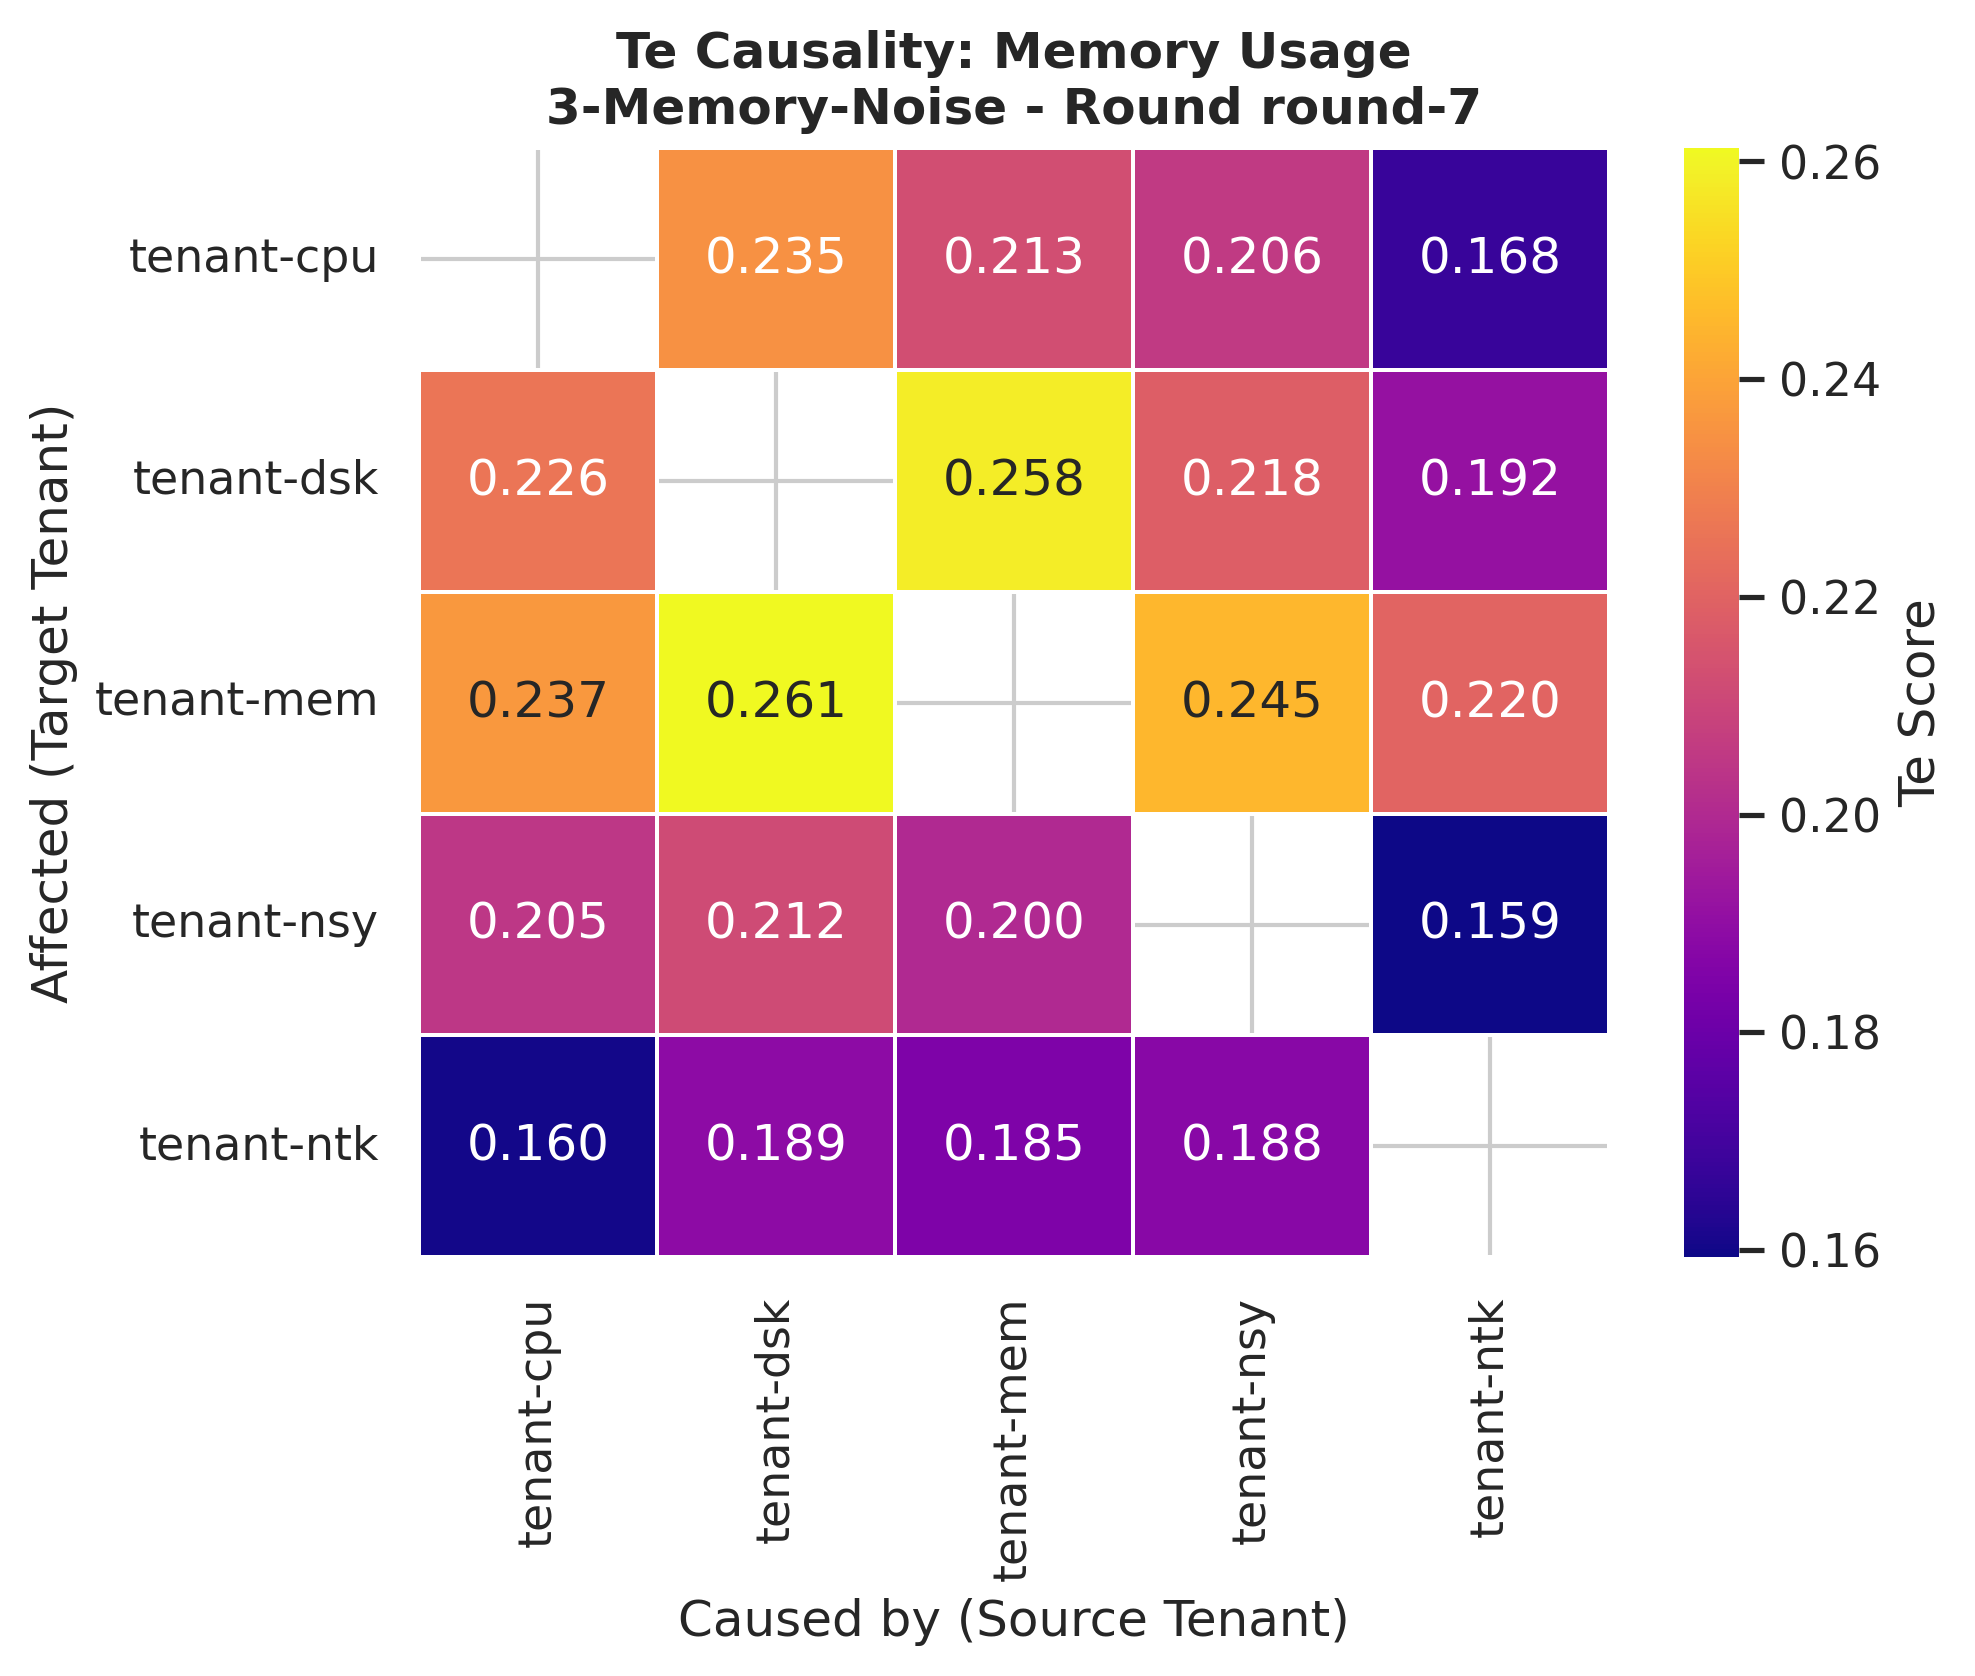 Te Causality: Memory Usage
3-Memory-Noise - Round round-7
Affected (Target Tenant)
tenant-cpu 0.235 0.213 0.206 0.168
tenant-dsk 0.226 0.258 0.218 0.192
tenant-mem 0.237 0.261 0.245 0.220
tenant-nsy 0.205 0.212 0.200 0.159
tenant-ntk 0.160 0.189 0.185 0.188
tenant-cpu
tenant-dsk
tenant-mem
tenant-nsy
tenant-ntk
Caused by (Source Tenant)
0.26
0.24
0.22
0.20
0.18
0.16
Te Score